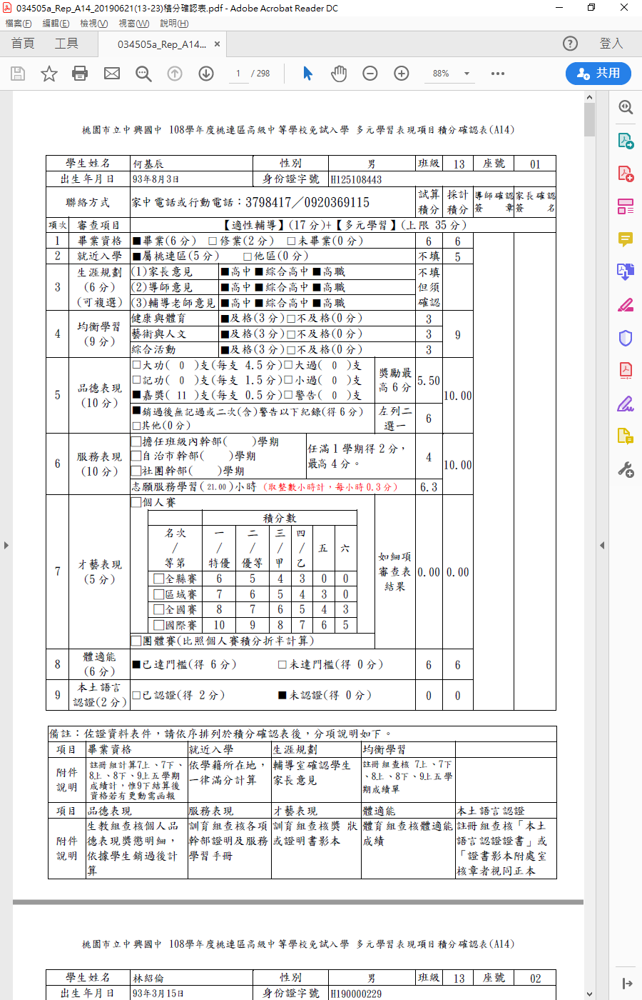 034505a_Rep_A14_20190621(13-23)積分確認表.pdf - Adobe Acrobat Reader DC
檔案(F) 編輯(E) 檢視(V) 視窗(W) 說明(H)
首頁 工具 034505a_Rep_A14... × 登入
1 / 298 88% 共用
桃園市立中興國中 108學年度桃連區高級中等學校免試入學 多元學習表現項目積分確認表(A14)
學生姓名 何基辰 性別 男 班級 13 座號 01
出生年月日 93年8月3日 身份證字號 H125108443
聯絡方式 家中電話或行動電話：3798417／0920369115 試算積分 採計積分 導師確認簽章 家長確認簽名
項次 審查項目 【適性輔導】(17分)+【多元學習】(上限 35分)
1 畢業資格 ■畢業(6分) □修業(2分) □未畢業(0分) 6 6
2 就近入學 ■屬桃連區(5分) □他區(0分) 不填 5
3 生涯規劃(6分)(可複選) (1)家長意見 ■高中■綜合高中■高職 不填但須確認
(2)導師意見 ■高中■綜合高中■高職
(3)輔導老師意見 ■高中■綜合高中■高職
4 均衡學習(9分) 健康與體育 ■及格(3分)□不及格(0分) 3 9
藝術與人文 ■及格(3分)□不及格(0分) 3
綜合活動 ■及格(3分)□不及格(0分) 3
5 品德表現(10分) □大功( 0 )支(每支 4.5分)□大過( 0 )支 獎勵最高6分 5.50 10.00
□記功( 0 )支(每支 1.5分)□小過( 0 )支
■嘉獎( 11 )支(每支 0.5分)□警告( 0 )支
■銷過後無記過或二次(含)警告以下紀錄(得6分) 左列二選一 6
□其他(0分)
6 服務表現(10分) □擔任班級內幹部( )學期 任滿1學期得2分，最高4分。 4 10.00
□自治市幹部( )學期
□社團幹部( )學期
志願服務學習(21.00)小時 (取整數小時計，每小時0.3分) 6.3
7 才藝表現(5分) □個人賽 如細項審查表結果 0.00 0.00
積分數
名次/等第 一/特優 二/優等 三/甲 四/乙 五 六
□全縣賽 6 5 4 3 0 0
□區域賽 7 6 5 4 3 0
□全國賽 8 7 6 5 4 3
□國際賽 10 9 8 7 6 5
□團體賽(比照個人賽積分折半計算)
8 體適能(6分) ■已達門檻(得 6分) □未達門檻(得 0分) 6 6
9 本土語言認證(2分) □已認證(得 2分) ■未認證(得 0分) 0 0
備註：佐證資料表件，請依序排列於積分確認表後，分項說明如下。
項目 畢業資格 就近入學 生涯規劃 均衡學習
附件說明 註冊組計算7上、7下、8上、8下、9上五學期成績計，惟9下結算後資格若有更動需函報 依學籍所在地，一律滿分計算 輔導室確認學生家長意見 註冊組查核 7上、7下、8上、8下、9上五學期成績單
項目 品德表現 服務表現 才藝表現 體適能 本土語言認證
附件說明 生教組查核個人品德表現獎懲明細，依據學生銷過後計算 訓育組查核各項幹部證明及服務學習手冊 訓育組查核獎 狀或證明書影本 體育組查核體適能成績 註冊組查核「本土語言認證證書」或「證書影本附處室核章者視同正本
桃園市立中興國中 108學年度桃連區高級中等學校免試入學 多元學習表現項目積分確認表(A14)
學生姓名 林紹倫 性別 男 班級 13 座號 02
出生年月日 93年3月15日 身份證字號 H190000229